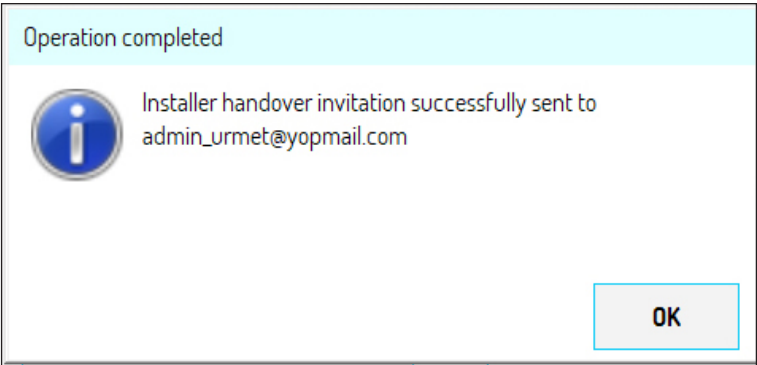 Operation completed
Installer handover invitation successfully sent to
admin_urmet@yopmail.com
OK